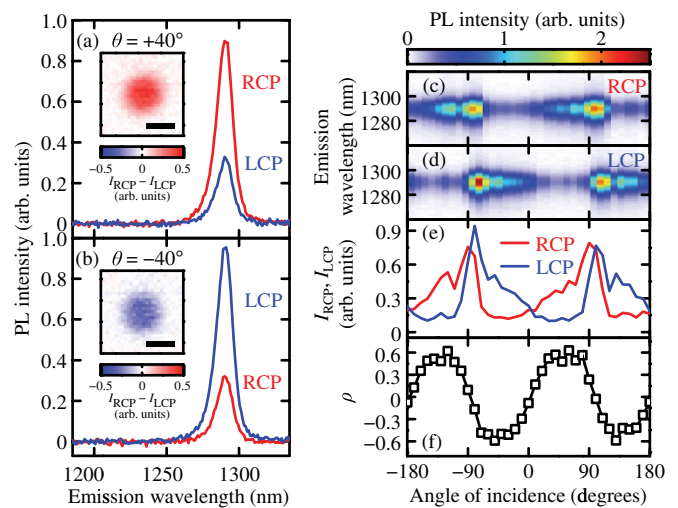 (a) θ = +40°
RCP
LCP
−0.5 0 0.5
I_RCP − I_LCP
(arb. units)
1.0
0.8
0.6
0.4
0.2
0
(b) θ = −40°
LCP
RCP
−0.5 0 0.5
I_RCP − I_LCP
(arb. units)
1.0
0.8
0.6
0.4
0.2
0
PL intensity (arb. units)
1200 1250 1300
Emission wavelength (nm)
PL intensity (arb. units)
0 1 2
(c) RCP
1300
1280
(d) LCP
1300
1280
Emission
wavelength (nm)
(e) RCP
LCP
0.9
0.6
0.3
0
I_RCP, I_LCP
(arb. units)
0.6
0.3
0.0
−0.3
−0.6
ρ
(f)
−180 −90 0 90 180
Angle of incidence (degrees)